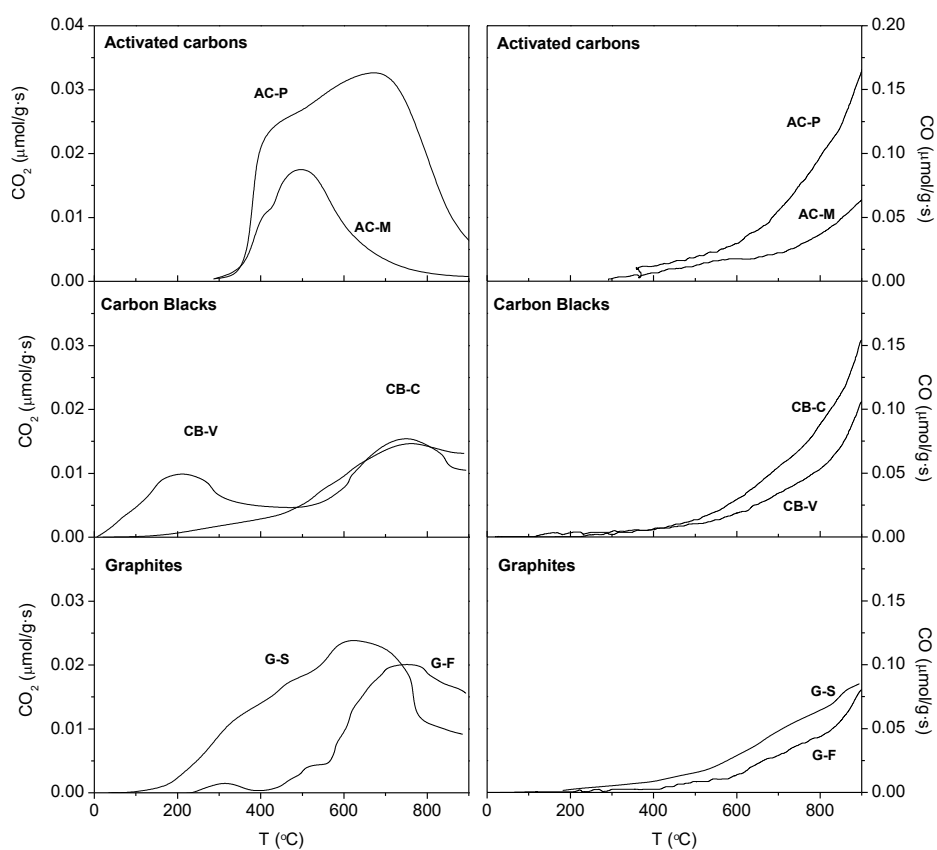 Activated carbons
0.04
0.03
0.02
0.01
0.00
CO2 (μmol/g·s)
AC-P
AC-M
Activated carbons
0.20
0.15
0.10
0.05
0.00
CO (μmol/g·s)
AC-P
AC-M
Carbon Blacks
0.03
0.02
0.01
0.00
CO2 (μmol/g·s)
CB-V
CB-C
Carbon Blacks
0.15
0.10
0.05
0.00
CO (μmol/g·s)
CB-C
CB-V
Graphites
0.03
0.02
0.01
0.00
CO2 (μmol/g·s)
G-S
G-F
0 200 400 600 800
T (oC)
Graphites
0.15
0.10
0.05
0.00
CO (μmol/g·s)
G-S
G-F
0 200 400 600 800
T (oC)